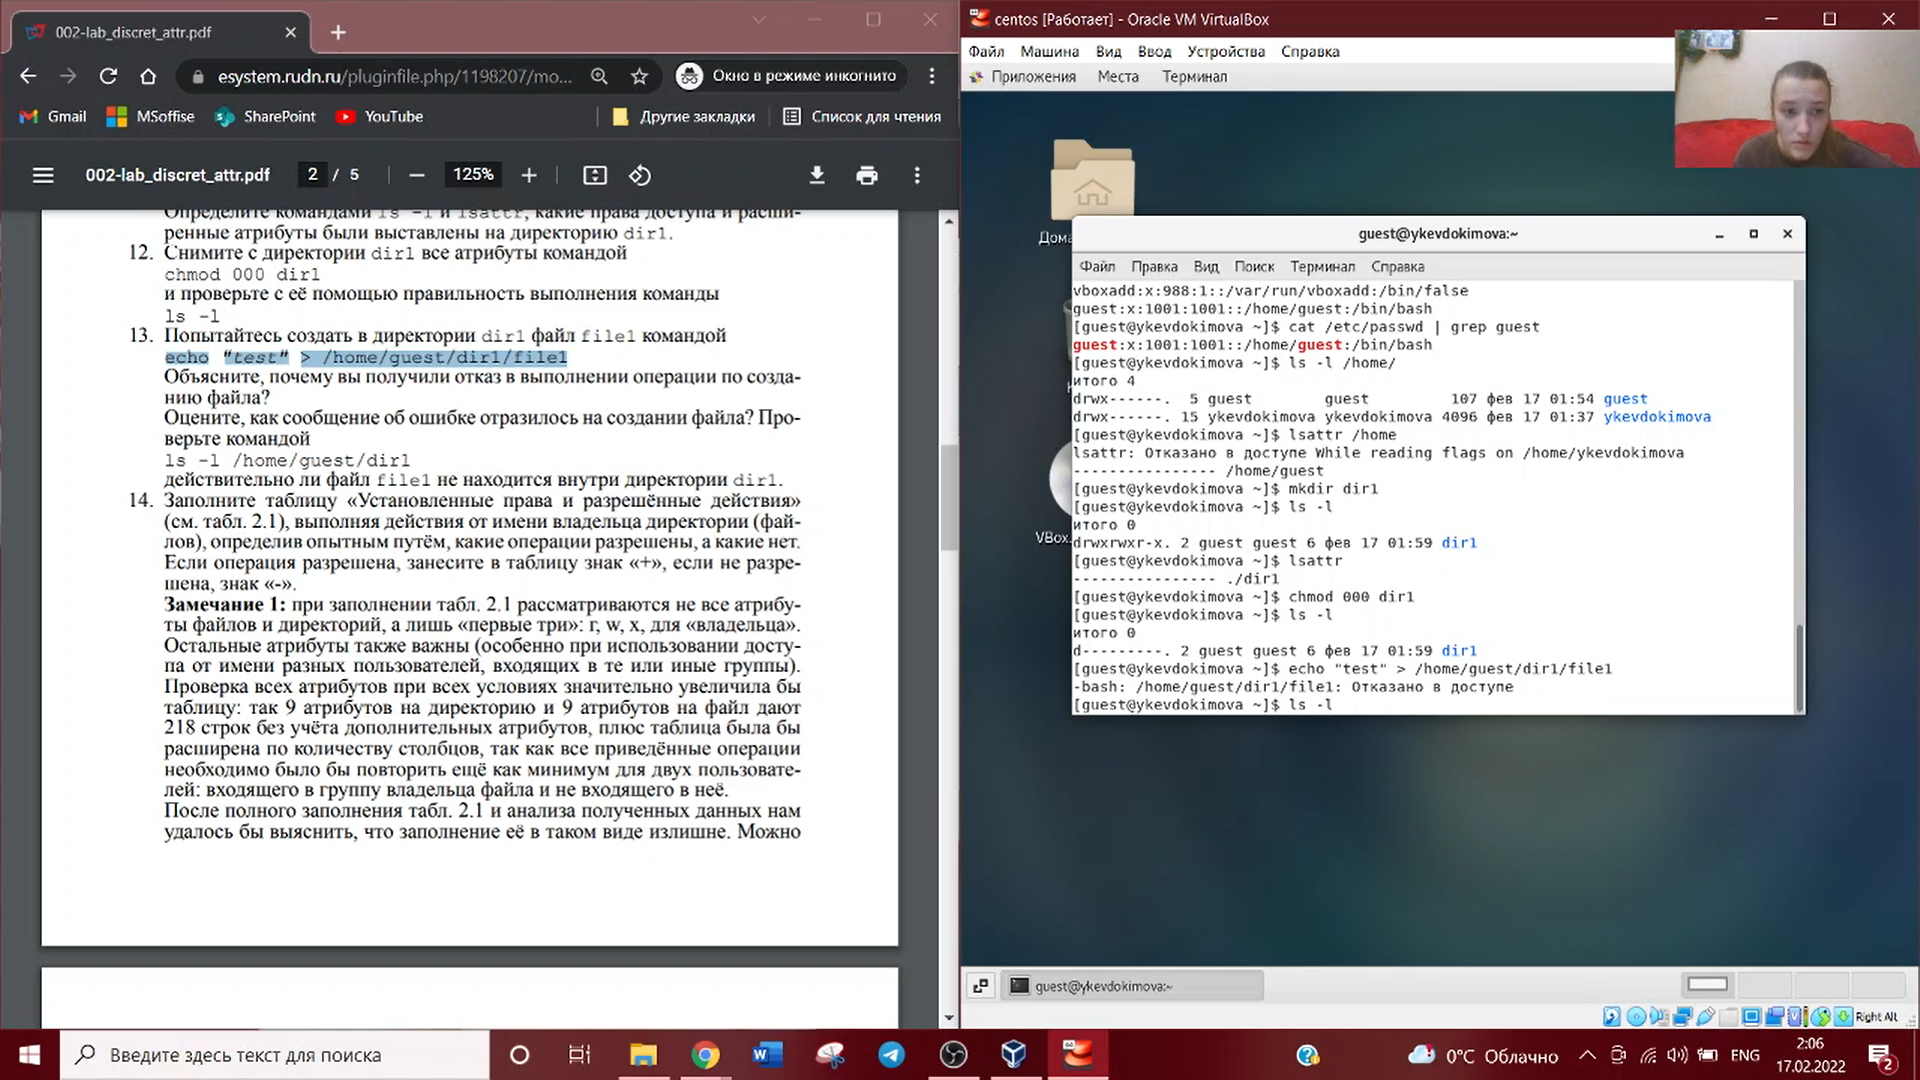 002-lab_discret_attr.pdf
esystem.rudn.ru/pluginfile.php/1198207/mo...
Окно в режиме инкогнито
Gmail
MSoffise
SharePoint
YouTube
Другие закладки
Список для чтения
002-lab_discret_attr.pdf
2 / 5
125%
Определите командами ls -l и lsattr, какие права доступа и расши-
ренные атрибуты были выставлены на директорию dir1.
12. Снимите с директории dir1 все атрибуты командой
chmod 000 dir1
и проверьте с её помощью правильность выполнения команды
ls -l
13. Попытайтесь создать в директории dir1 файл file1 командой
echo "test" > /home/guest/dir1/file1
Объясните, почему вы получили отказ в выполнении операции по созда-
нию файла?
Оцените, как сообщение об ошибке отразилось на создании файла? Про-
верьте командой
ls -l /home/guest/dir1
действительно ли файл file1 не находится внутри директории dir1.
14. Заполните таблицу «Установленные права и разрешённые действия»
(см. табл. 2.1), выполняя действия от имени владельца директории (фай-
лов), определив опытным путём, какие операции разрешены, а какие нет.
Если операция разрешена, занесите в таблицу знак «+», если не разре-
шена, знак «-».
Замечание 1: при заполнении табл. 2.1 рассматриваются не все атрибу-
ты файлов и директорий, а лишь «первые три»: r, w, x, для «владельца».
Остальные атрибуты также важны (особенно при использовании досту-
па от имени разных пользователей, входящих в те или иные группы).
Проверка всех атрибутов при всех условиях значительно увеличила бы
таблицу: так 9 атрибутов на директорию и 9 атрибутов на файл дают
218 строк без учёта дополнительных атрибутов, плюс таблица была бы
расширена по количеству столбцов, так как все приведённые операции
необходимо было бы повторить ещё как минимум для двух пользовате-
лей: входящего в группу владельца файла и не входящего в неё.
После полного заполнения табл. 2.1 и анализа полученных данных нам
удалось бы выяснить, что заполнение её в таком виде излишне. Можно
centos [Работает] - Oracle VM VirtualBox
Файл Машина Вид Ввод Устройства Справка
Приложения Места Терминал
guest@ykevdokimova:~
Файл Правка Вид Поиск Терминал Справка
vboxadd:x:988:1::/var/run/vboxadd:/bin/false
guest:x:1001:1001::/home/guest:/bin/bash
[guest@ykevdokimova ~]$ cat /etc/passwd | grep guest
guest:x:1001:1001::/home/guest:/bin/bash
[guest@ykevdokimova ~]$ ls -l /home/
итого 4
drwx------. 5 guest guest 107 фев 17 01:54 guest
drwx------. 15 ykevdokimova ykevdokimova 4096 фев 17 01:37 ykevdokimova
[guest@ykevdokimova ~]$ lsattr /home
lsattr: Отказано в доступе While reading flags on /home/ykevdokimova
---------------- /home/guest
[guest@ykevdokimova ~]$ mkdir dir1
[guest@ykevdokimova ~]$ ls -l
итого 0
drwxrwxr-x. 2 guest guest 6 фев 17 01:59 dir1
[guest@ykevdokimova ~]$ lsattr
---------------- ./dir1
[guest@ykevdokimova ~]$ chmod 000 dir1
[guest@ykevdokimova ~]$ ls -l
итого 0
d---------. 2 guest guest 6 фев 17 01:59 dir1
[guest@ykevdokimova ~]$ echo "test" > /home/guest/dir1/file1
-bash: /home/guest/dir1/file1: Отказано в доступе
[guest@ykevdokimova ~]$ ls -l
guest@ykevdokimova:~
Right Alt
Введите здесь текст для поиска
0°C Облачно
ENG
2:06
17.02.2022
2